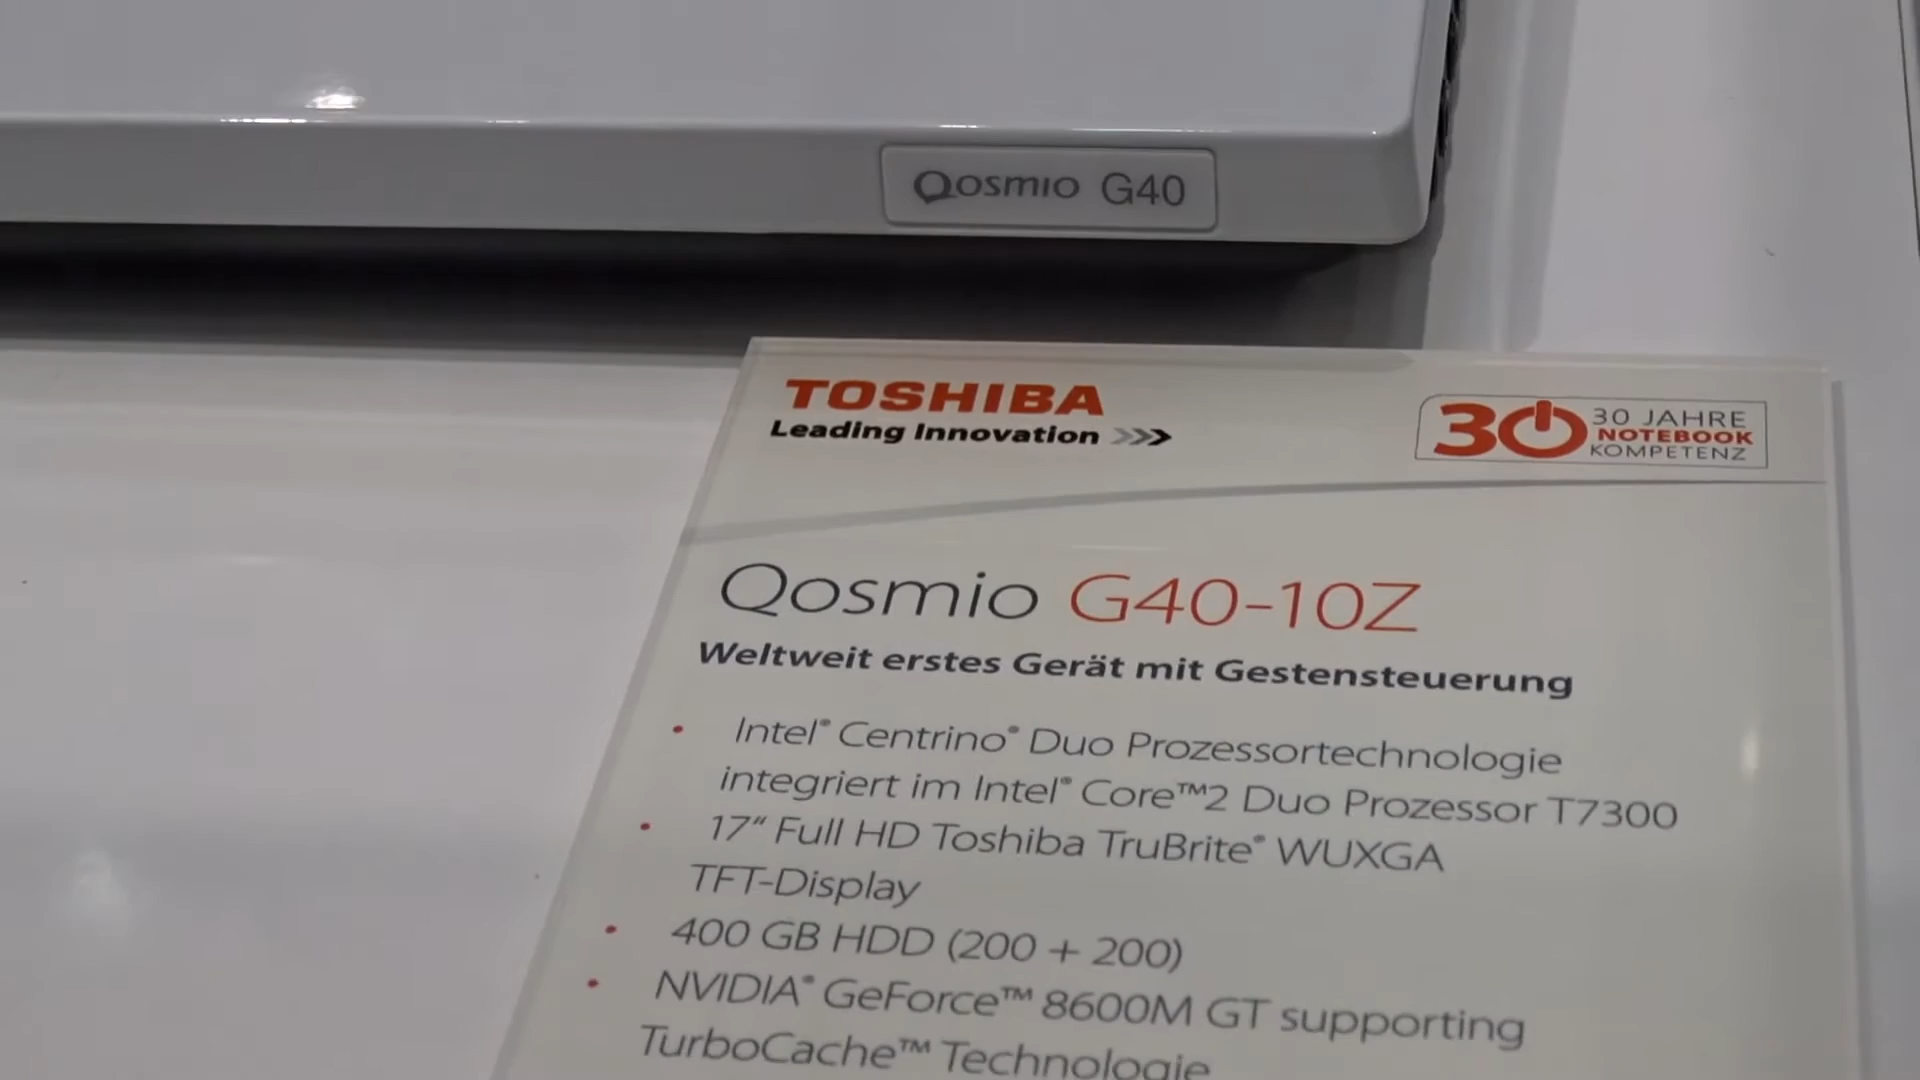 Qosmio G40
TOSHIBA
Leading Innovation >>>
30 JAHRE
NOTEBOOK
KOMPETENZ
Qosmio G40-10Z
Weltweit erstes Gerät mit Gestensteuerung
• Intel® Centrino® Duo Prozessortechnologie
integriert im Intel® Core™2 Duo Prozessor T7300
• 17“ Full HD Toshiba TruBrite® WUXGA
TFT-Display
• 400 GB HDD (200 + 200)
• NVIDIA® GeForce™ 8600M GT supporting
TurboCache™ Technologie